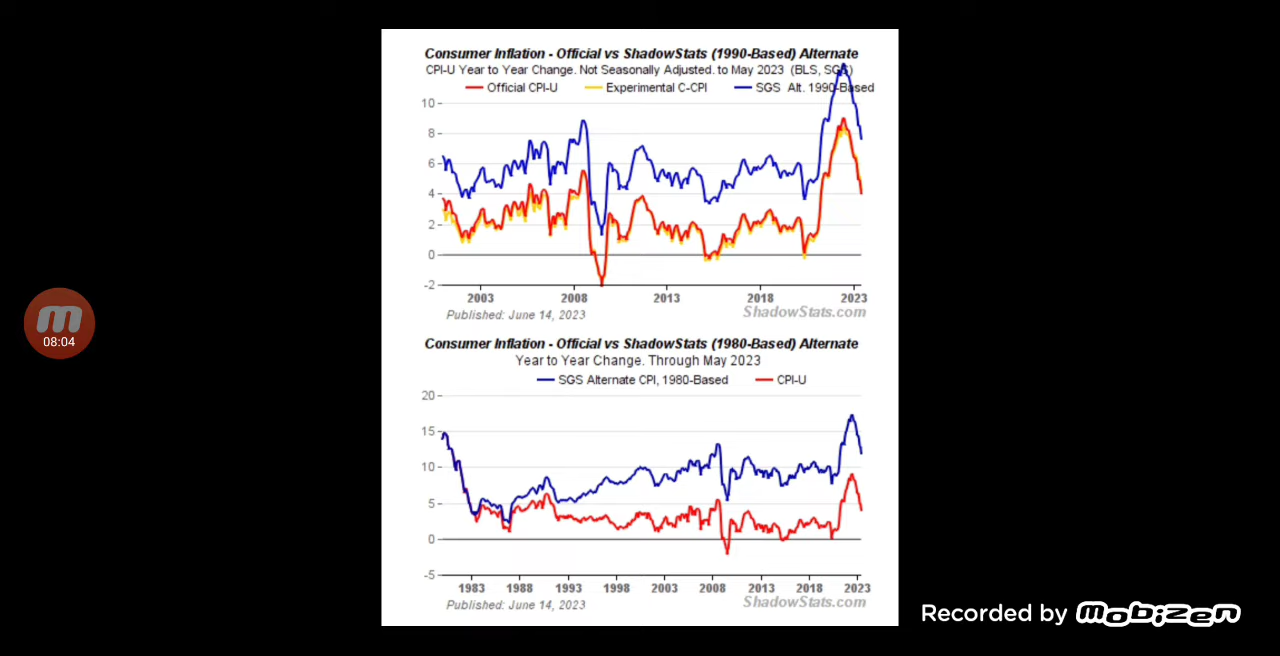 Consumer Inflation - Official vs ShadowStats (1990-Based) Alternate
CPI-U Year to Year Change. Not Seasonally Adjusted. to May 2023 (BLS, SGS)
Official CPI-U Experimental C-CPI SGS Alt. 1990-Based
10
8
6
4
2
0
-2
2003 2008 2013 2018 2023
Published: June 14, 2023 ShadowStats.com
Consumer Inflation - Official vs ShadowStats (1980-Based) Alternate
Year to Year Change. Through May 2023
SGS Alternate CPI, 1980-Based CPI-U
20
15
10
5
0
-5
1983 1988 1993 1998 2003 2008 2013 2018 2023
Published: June 14, 2023 ShadowStats.com
08:04
Recorded by Mobizen